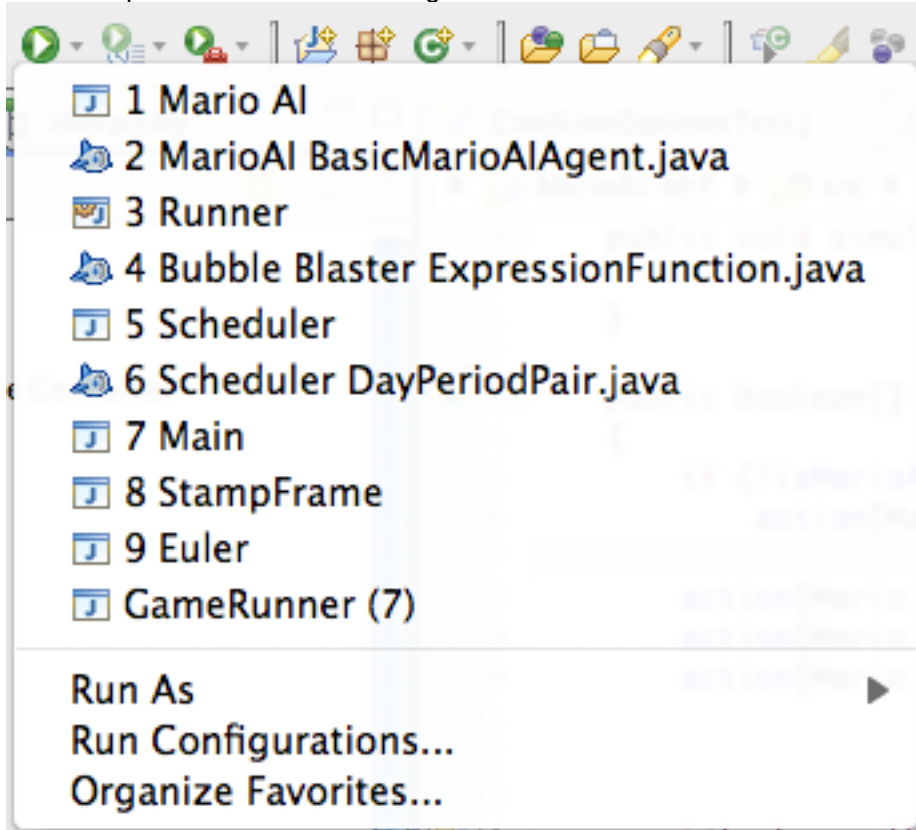 1 Mario AI
2 MarioAI BasicMarioAIAgent.java
3 Runner
4 Bubble Blaster ExpressionFunction.java
5 Scheduler
6 Scheduler DayPeriodPair.java
7 Main
8 StampFrame
9 Euler
GameRunner (7)
Run As
Run Configurations...
Organize Favorites...